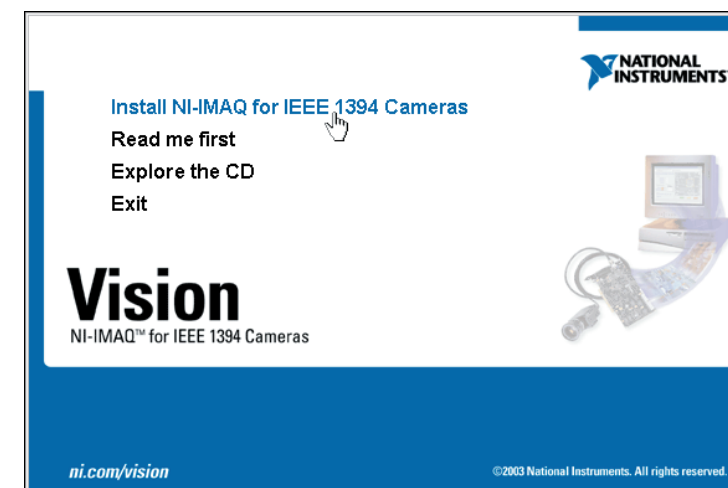 NATIONAL
INSTRUMENTS
Install NI-IMAQ for IEEE 1394 Cameras
Read me first
Explore the CD
Exit
Vision
NI-IMAQ™ for IEEE 1394 Cameras
ni.com/vision
©2003 National Instruments. All rights reserved.